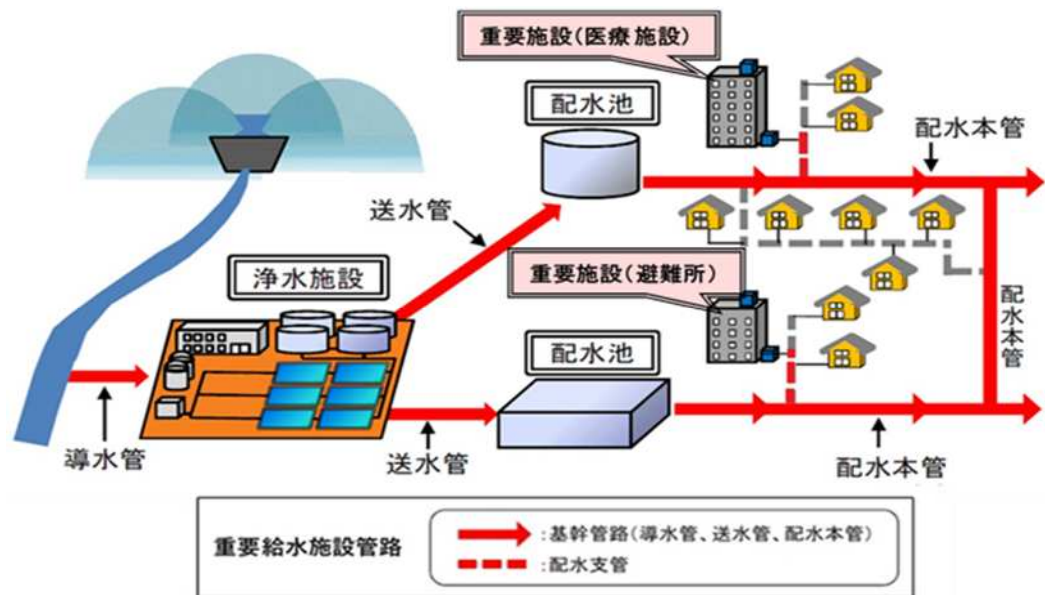 重要施設(医療施設)
配水池
配水本管
送水管
重要施設(避難所)
浄水施設
配水池
配水本管
導水管
送水管
配水本管
重要給水施設管路
:基幹管路(導水管、送水管、配水本管)
:配水支管